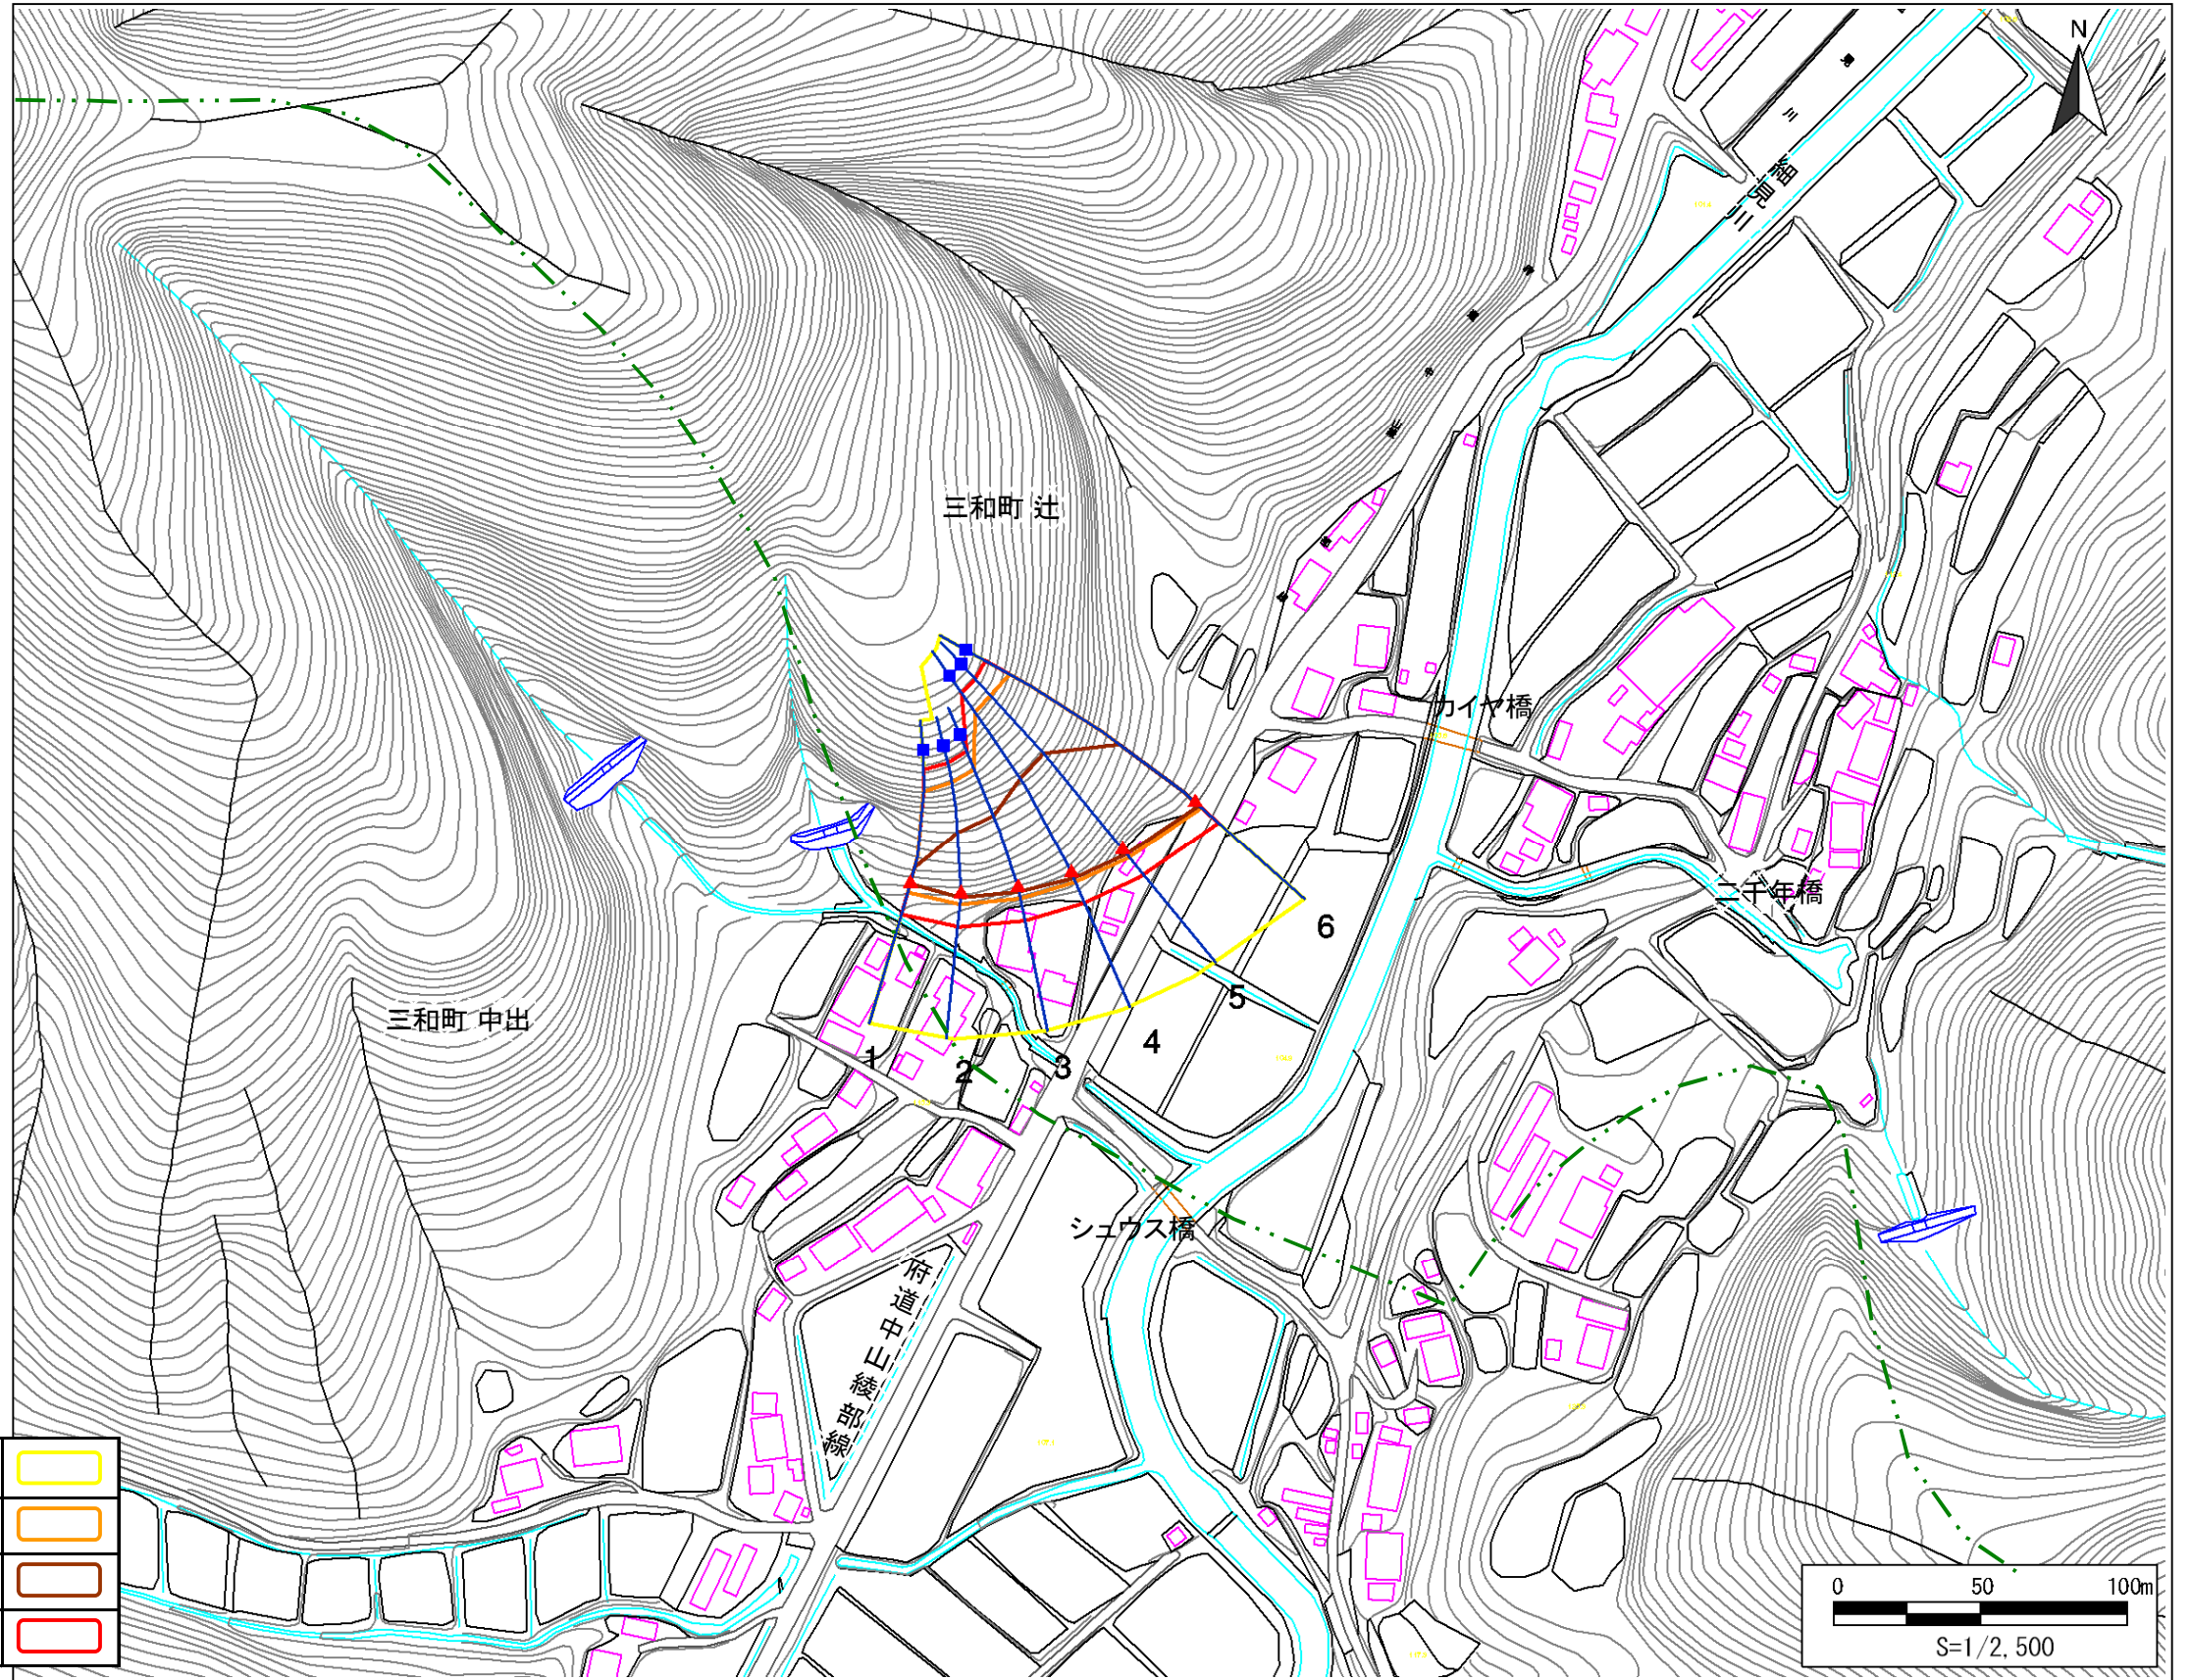 N
細見川
三和町 辻
カイヤ橋
二千年橋
三和町 中出
6
5
4
3
2
1
シュウス橋
府道中山綾部線
0 50 100m
S=1/2,500